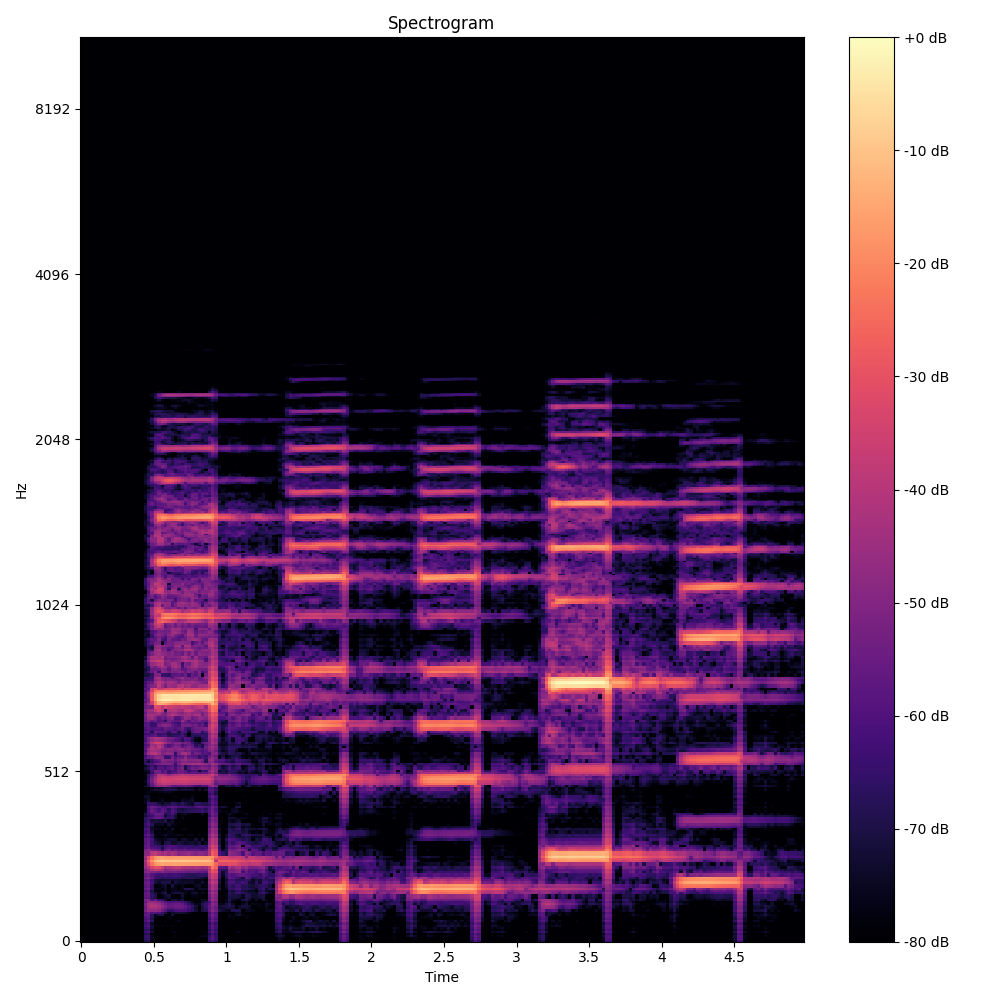 Spectrogram
+0 dB
8192
-10 dB
-20 dB
4096
-30 dB
2048
-40 dB
Hz
1024
-50 dB
-60 dB
512
-70 dB
0
-80 dB
0 0.5 1 1.5 2 2.5 3 3.5 4 4.5
Time